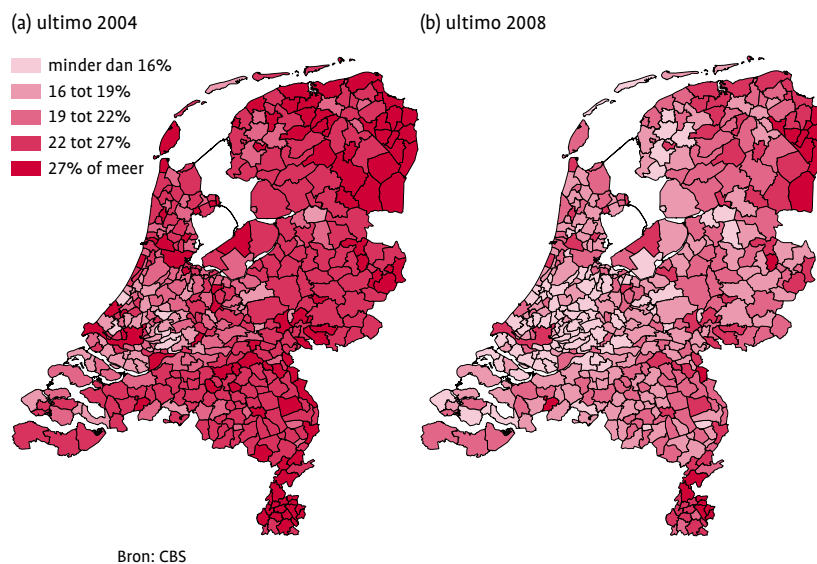 (a) ultimo 2004
(b) ultimo 2008
minder dan 16%
16 tot 19%
19 tot 22%
22 tot 27%
27% of meer
Bron: CBS